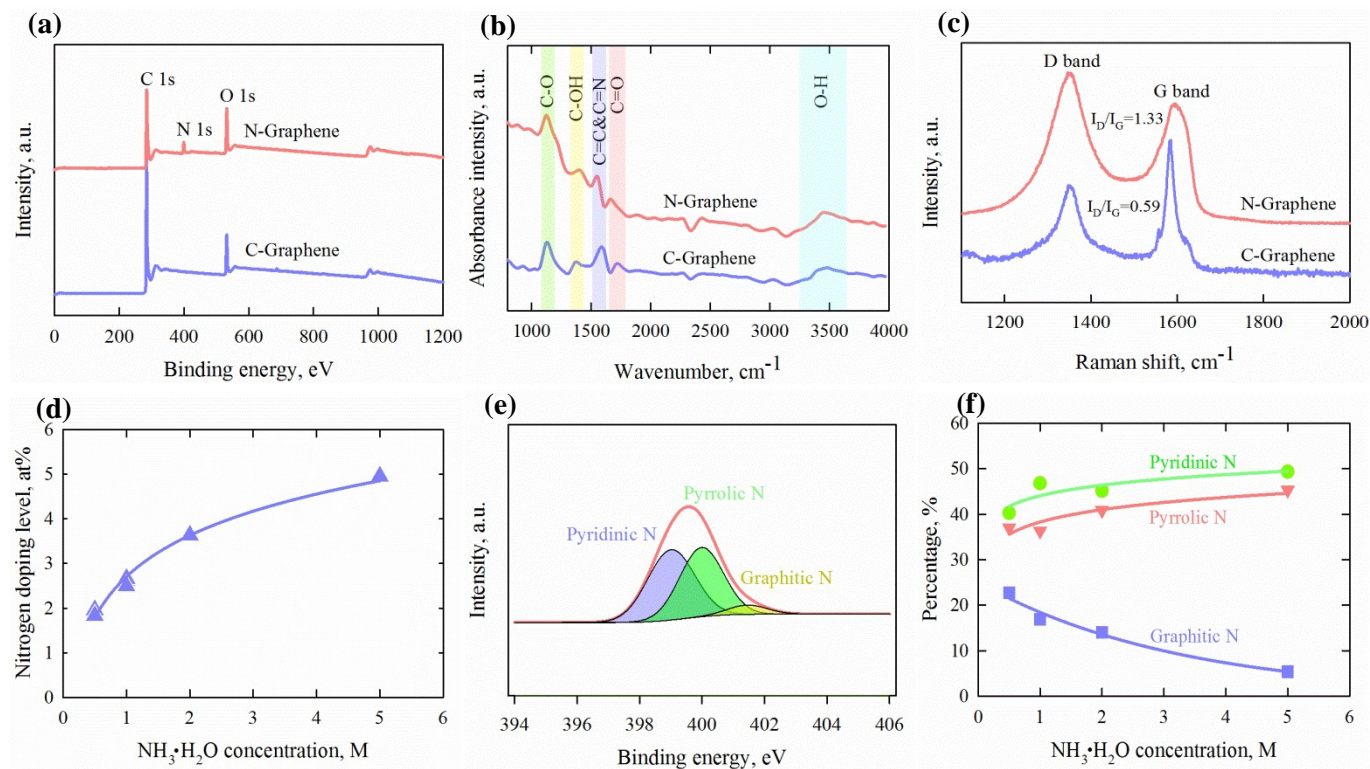 (a)
C 1s
O 1s
N 1s
N-Graphene
C-Graphene
Intensity, a.u.
0 200 400 600 800 1000 1200
Binding energy, eV
(b)
C-O
C-OH
C=C&C=N
C=O
O-H
N-Graphene
C-Graphene
Absorbance intensity, a.u.
1000 1500 2000 2500 3000 3500 4000
Wavenumber, cm-1
(c)
D band
G band
ID/IG=1.33
N-Graphene
ID/IG=0.59
C-Graphene
Intensity, a.u.
1200 1400 1600 1800 2000
Raman shift, cm-1
(d)
6
5
4
3
2
1
0
Nitrogen doping level, at%
0 1 2 3 4 5 6
NH3•H2O concentration, M
(e)
Pyrrolic N
Pyridinic N
Graphitic N
Intensity, a.u.
394 396 398 400 402 404 406
Binding energy, eV
(f)
60
50
40
30
20
10
0
Pyridinic N
Pyrrolic N
Graphitic N
Percentage, %
0 1 2 3 4 5 6
NH3•H2O concentration, M